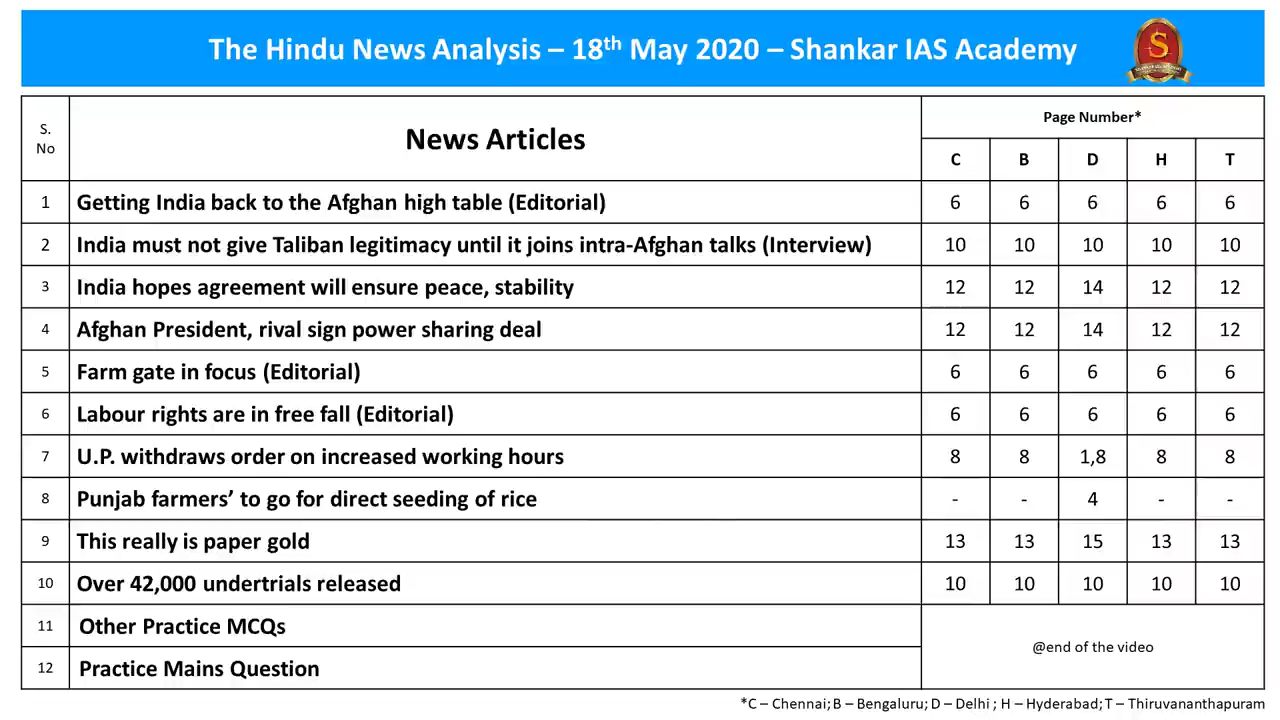 The Hindu News Analysis – 18th May 2020 – Shankar IAS Academy
S. No News Articles Page Number*
C B D H T
1 Getting India back to the Afghan high table (Editorial) 6 6 6 6 6
2 India must not give Taliban legitimacy until it joins intra-Afghan talks (Interview) 10 10 10 10 10
3 India hopes agreement will ensure peace, stability 12 12 14 12 12
4 Afghan President, rival sign power sharing deal 12 12 14 12 12
5 Farm gate in focus (Editorial) 6 6 6 6 6
6 Labour rights are in free fall (Editorial) 6 6 6 6 6
7 U.P. withdraws order on increased working hours 8 8 1,8 8 8
8 Punjab farmers’ to go for direct seeding of rice - - 4 - -
9 This really is paper gold 13 13 15 13 13
10 Over 42,000 undertrials released 10 10 10 10 10
11 Other Practice MCQs
@end of the video
12 Practice Mains Question
*C – Chennai; B – Bengaluru; D – Delhi ; H – Hyderabad; T – Thiruvananthapuram